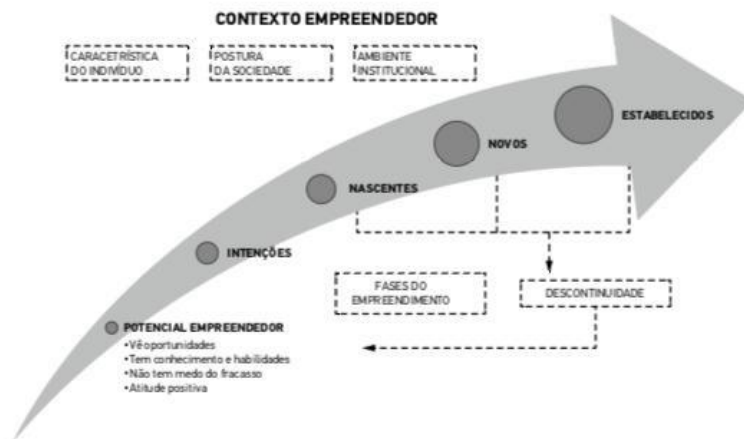 CONTEXTO EMPREENDEDOR
CARACETRÍSTICA
DO INDIVÍDUO
POSTURA
DA SOCIEDADE
AMBIENTE
INSTITUCIONAL
ESTABELECIDOS
NOVOS
NASCENTES
INTENÇÕES
FASES DO
EMPREENDIMENTO
DESCONTINUIDADE
POTENCIAL EMPREENDEDOR
•Vê oportunidades
•Tem conhecimento e habilidades
•Não tem medo do fracasso
•Atitude positiva